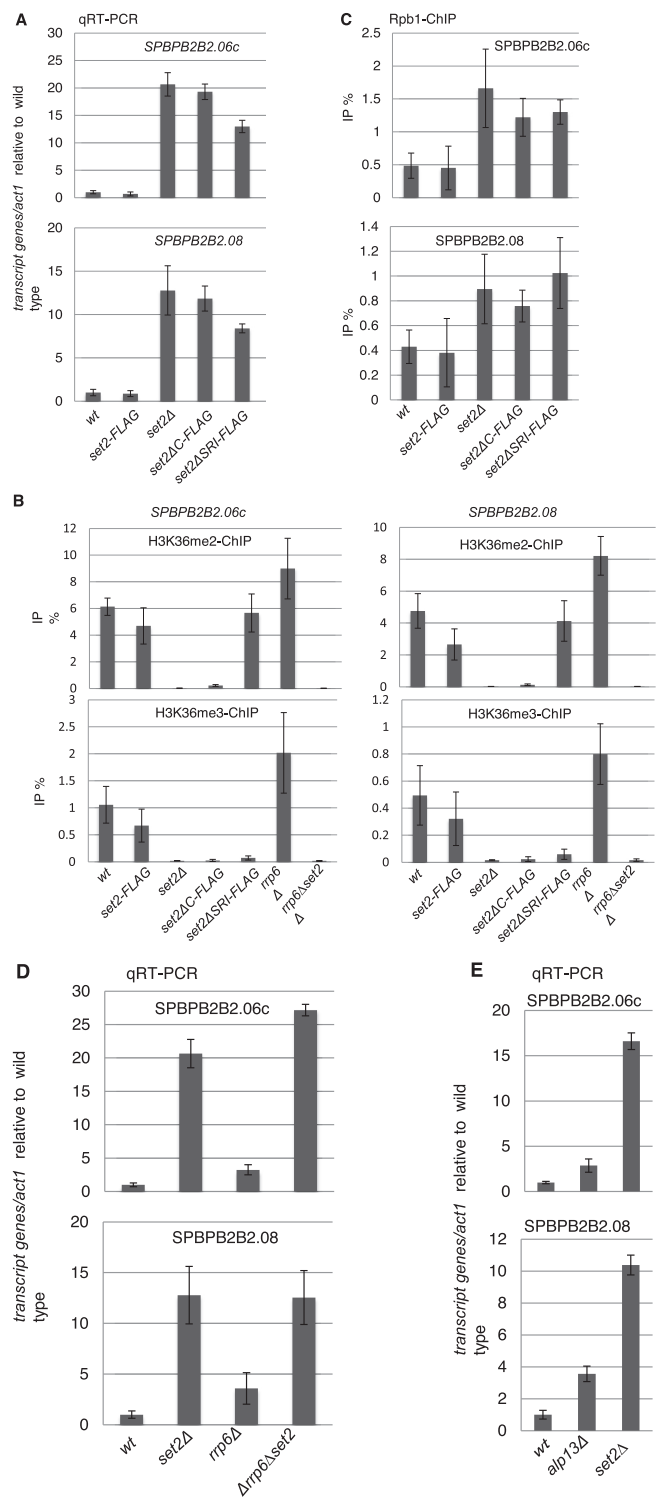 A
qRT-PCR
SPBPB2B2.06c
30
25
20
15
10
5
0
SPBPB2B2.08
20
15
10
5
0
transcript genes/act1 relative to wild
type
wt
set2-FLAG
set2Δ
set2ΔC-FLAG
set2ΔSRI-FLAG
C
Rpb1-ChIP
SPBPB2B2.06c
2.5
2
1.5
1
0.5
0
IP %
SPBPB2B2.08
1.4
1.2
1
0.8
0.6
0.4
0.2
0
IP %
wt
set2-FLAG
set2Δ
set2ΔC-FLAG
set2ΔSRI-FLAG
B
SPBPB2B2.06c
H3K36me2-ChIP
12
10
8
6
4
2
0
IP
%
H3K36me3-ChIP
3
2.5
2
1.5
1
0.5
0
IP %
wt
set2-FLAG
set2Δ
set2ΔC-FLAG
set2ΔSRI-FLAG
rrp6
Δ
rrp6Δset2
Δ
SPBPB2B2.08
H3K36me2-ChIP
10
8
6
4
2
0
H3K36me3-ChIP
1
0.8
0.6
0.4
0.2
0
wt
set2-FLAG
set2Δ
set2ΔC-FLAG
set2ΔSRI-FLAG
rrp6
Δ
rrp6Δset2
Δ
D
qRT-PCR
SPBPB2B2.06c
30
25
20
15
10
5
0
SPBPB2B2.08
20
15
10
5
0
transcript genes/act1 relative to wild
type
wt
set2Δ
rrp6Δ
Δrrp6Δset2
E
qRT-PCR
SPBPB2B2.06c
20
15
10
5
0
SPBPB2B2.08
12
10
8
6
4
2
0
transcript genes/act1 relative to wild
type
wt
alp13Δ
set2Δ